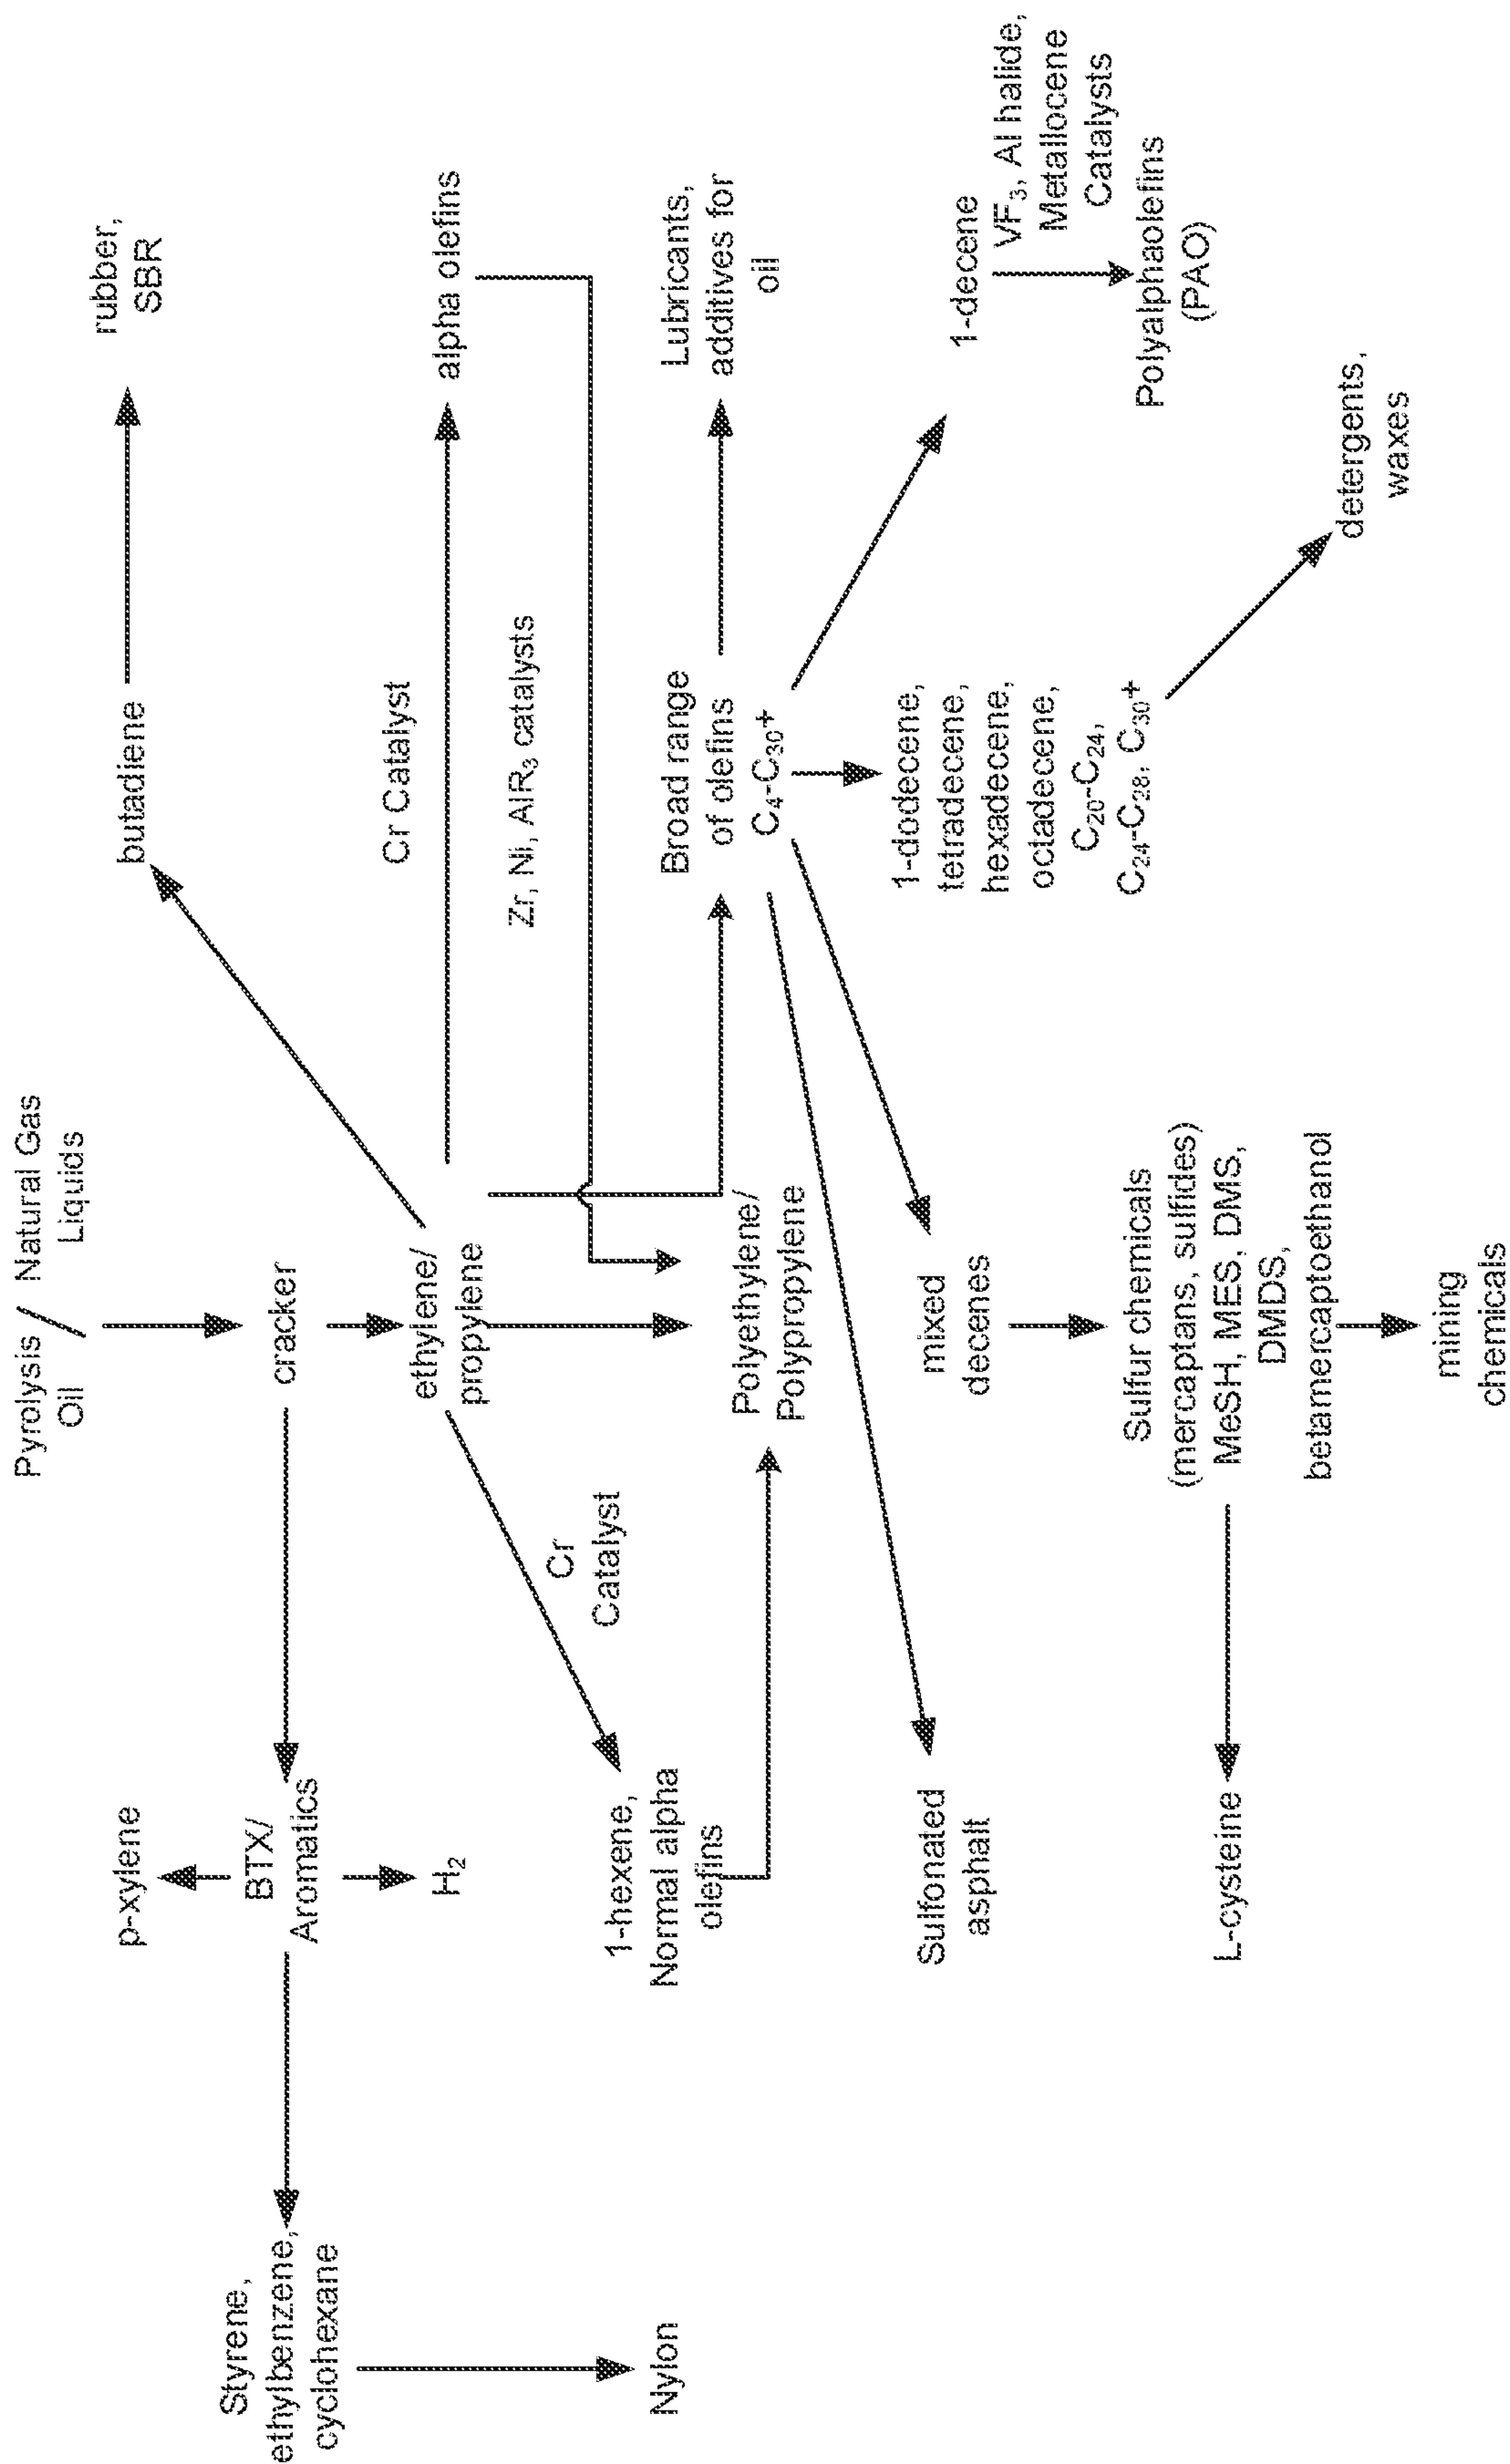 Pyrolysis / Natural Gas
Oil Liquids
cracker
p-xylene
BTX/
Aromatics
H₂
Styrene,
ethylbenzene,
cyclohexane
Nylon
ethylene/
propylene
butadiene
rubber,
SBR
Cr Catalyst
alpha olefins
Zr, Ni, AlR₃ catalysts
Cr
Catalyst
1-hexene,
Normal alpha
olefins
Polyethylene/
Polypropylene
Broad range
of olefins
C₄-C₃₀+
Lubricants,
additives for
oil
Sulfonated
asphalt
mixed
decenes
1-dodecene,
tetradecene,
hexadecene,
octadecene,
C₂₀-C₂₄,
C₂₄-C₂₈, C₃₀+
1-decene
VF₃, Al halide,
Metallocene
Catalysts
Polyalphaolefins
(PAO)
detergents,
waxes
Sulfur chemicals
(mercaptans, sulfides)
MeSH, MES, DMS,
DMDS,
betamercaptoethanol
L-cysteine
mining
chemicals